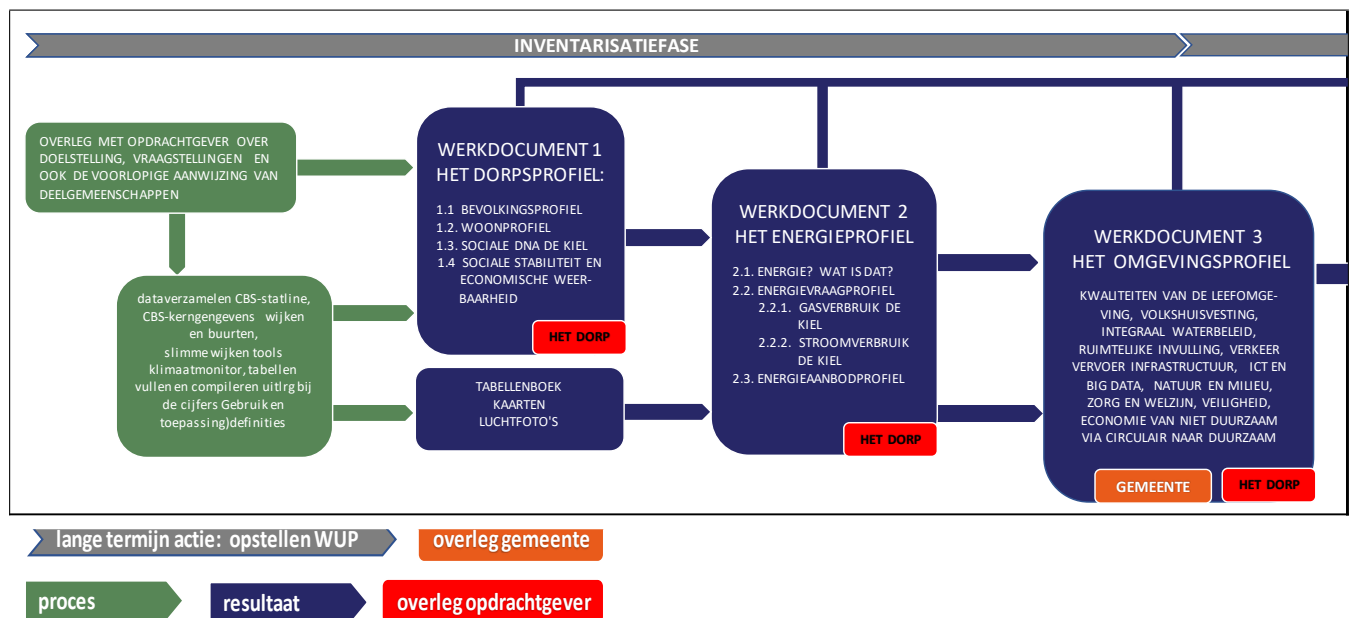 INVENTARISATIEFASE
OVERLEG MET OPDRACHTGEVER OVER
DOELSTELLING, VRAAGSTELLINGEN EN
OOK DE VOORLOPIGE AANWIJZING VAN
DEELGEMEENSCHAPPEN
dataverzamelen CBS-statline,
CBS-kerngengevens wijken
en buurten,
slimme wijken tools
klimaatmonitor, tabellen
vullen en compileren uitlrg bij
de cijfers Gebruik en
toepassing)definities
WERKDOCUMENT 1
HET DORPSPROFIEL:
1.1 BEVOLKINGSPROFIEL
1.2. WOONPROFIEL
1.3. SOCIALE DNA DE KIEL
1.4 SOCIALE STABILITEIT EN
ECONOMISCHE WEER-
BAARHEID
HET DORP
TABELLENBOEK
KAARTEN
LUCHTFOTO'S
WERKDOCUMENT 2
HET ENERGIEPROFIEL
2.1. ENERGIE? WAT IS DAT?
2.2. ENERGIEVRAAGPROFIEL
2.2.1. GASVERBRUIK DE
KIEL
2.2.2. STROOMVERBRUIK
DE KIEL
2.3. ENERGIEAANBODPROFIEL
HET DORP
WERKDOCUMENT 3
HET OMGEVINGSPROFIEL
KWALITEITEN VAN DE LEEFOMGE-
VING, VOLKSHUISVESTING,
INTEGRAAL WATERBELEID,
RUIMTELIJKE INVULLING, VERKEER
VERVOER INFRASTRUCTUUR, ICT EN
BIG DATA, NATUUR EN MILIEU,
ZORG EN WELZIJN, VEILIGHEID,
ECONOMIE VAN NIET DUURZAAM
VIA CIRCULAIR NAAR DUURZAAM
GEMEENTE
HET DORP
lange termijn actie: opstellen WUP
overleg gemeente
proces
resultaat
overleg opdrachtgever